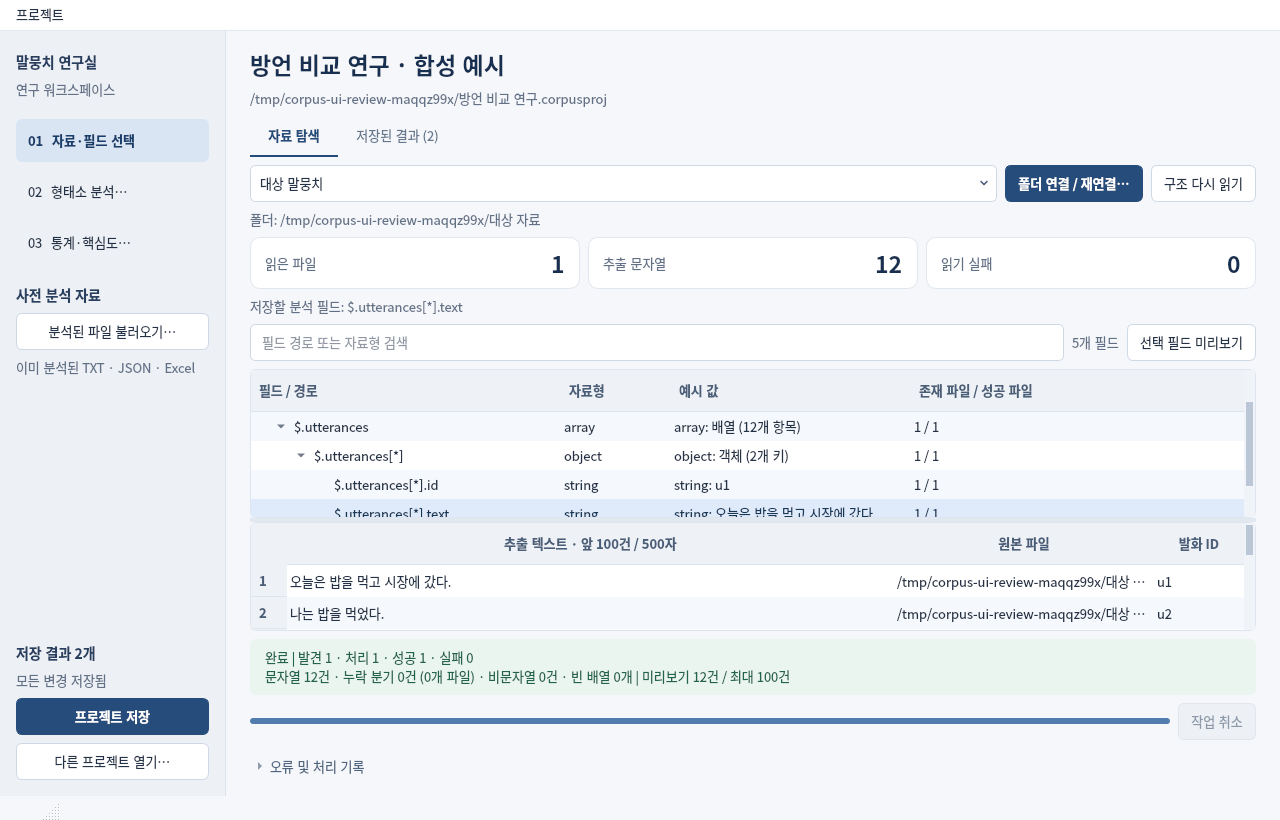 프로젝트
말뭉치 연구실
연구 워크스페이스
01 자료·필드 선택
02 형태소 분석…
03 통계·핵심도…
사전 분석 자료
분석된 파일 불러오기…
이미 분석된 TXT · JSON · Excel
저장 결과 2개
모든 변경 저장됨
프로젝트 저장
다른 프로젝트 열기…
방언 비교 연구 · 합성 예시
/tmp/corpus-ui-review-maqqz99x/방언 비교 연구.corpusproj
자료 탐색 저장된 결과 (2)
대상 말뭉치 폴더 연결 / 재연결… 구조 다시 읽기
폴더: /tmp/corpus-ui-review-maqqz99x/대상 자료
읽은 파일 1 추출 문자열 12 읽기 실패 0
저장할 분석 필드: $.utterances[*].text
필드 경로 또는 자료형 검색 5개 필드 선택 필드 미리보기
필드 / 경로 자료형 예시 값 존재 파일 / 성공 파일
$.utterances array array: 배열 (12개 항목) 1 / 1
$.utterances[*] object object: 객체 (2개 키) 1 / 1
$.utterances[*].id string string: u1 1 / 1
$.utterances[*].text string string: 오늘은 밥을 먹고 시장에 갔다. 1 / 1
추출 텍스트 · 앞 100건 / 500자 원본 파일 발화 ID
1 오늘은 밥을 먹고 시장에 갔다. /tmp/corpus-ui-review-maqqz99x/대상 … u1
2 나는 밥을 먹었다. /tmp/corpus-ui-review-maqqz99x/대상 … u2
완료 | 발견 1 · 처리 1 · 성공 1 · 실패 0
문자열 12건 · 누락 분기 0건 (0개 파일) · 비문자열 0건 · 빈 배열 0개 | 미리보기 12건 / 최대 100건
작업 취소
오류 및 처리 기록